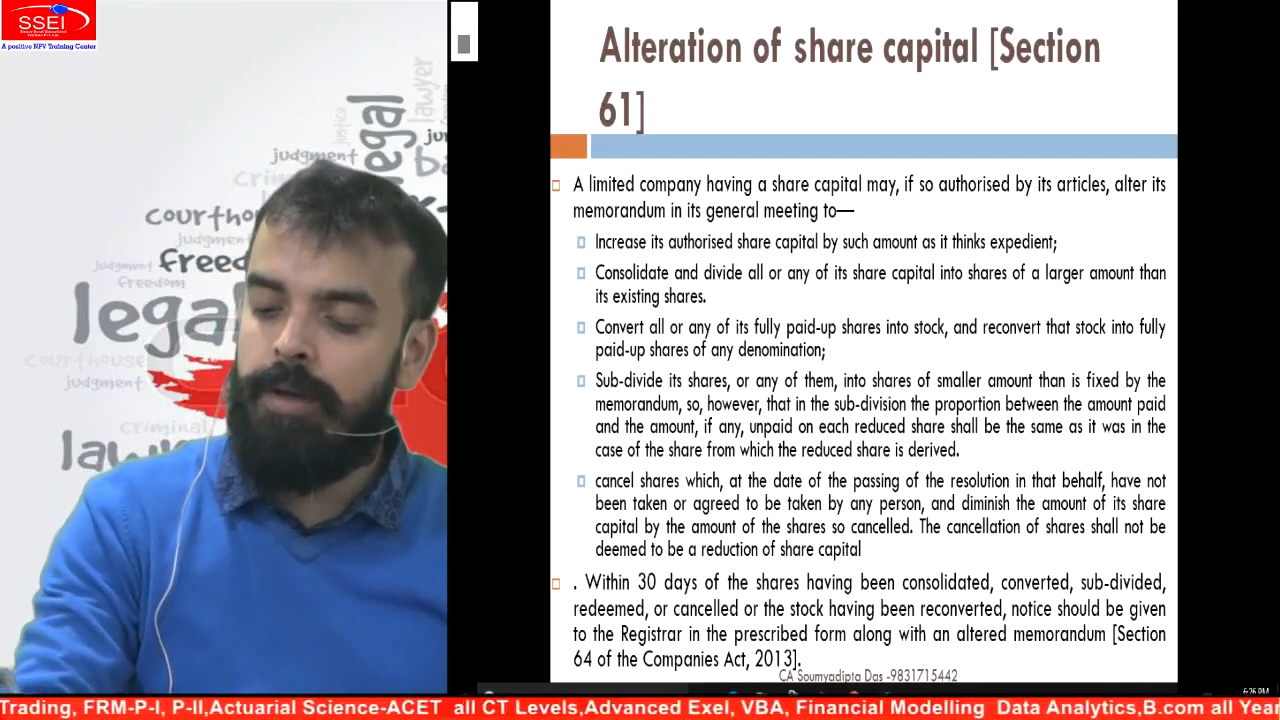 SSEI
A positive NPV Training Center
Alteration of share capital [Section
61]
A limited company having a share capital may, if so authorised by its articles, alter its
memorandum in its general meeting to—
Increase its authorised share capital by such amount as it thinks expedient;
Consolidate and divide all or any of its share capital into shares of a larger amount than
its existing shares.
Convert all or any of its fully paid-up shares into stock, and reconvert that stock into fully
paid-up shares of any denomination;
Sub-divide its shares, or any of them, into shares of smaller amount than is fixed by the
memorandum, so, however, that in the sub-division the proportion between the amount paid
and the amount, if any, unpaid on each reduced share shall be the same as it was in the
case of the share from which the reduced share is derived.
cancel shares which, at the date of the passing of the resolution in that behalf, have not
been taken or agreed to be taken by any person, and diminish the amount of its share
capital by the amount of the shares so cancelled. The cancellation of shares shall not be
deemed to be a reduction of share capital
. Within 30 days of the shares having been consolidated, converted, sub-divided,
redeemed, or cancelled or the stock having been reconverted, notice should be given
to the Registrar in the prescribed form along with an altered memorandum [Section
64 of the Companies Act, 2013].
CA Soumyadipta Das -9831715442
6:26 PM
lawyer
justice
legal
judgment
courtho
judgment
judgment
freed
freedom
legal
courthouse
judgment
criminal
lawy
Trading, FRM-P-I, P-II,Actuarial Science-ACET all CT Levels,Advanced Exel, VBA, Financial Modelling Data Analytics,B.com all Year